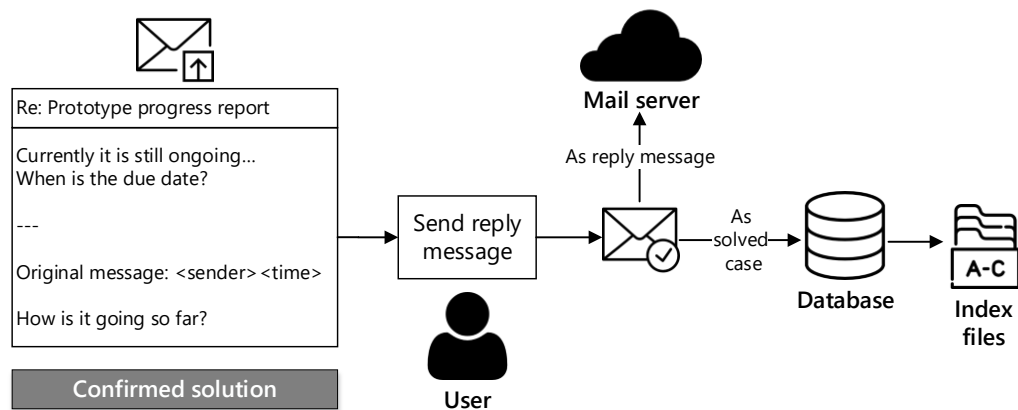 Re: Prototype progress report
Currently it is still ongoing...
When is the due date?
---
Original message: <sender><time>
How is it going so far?
Confirmed solution
Send reply
message
User
Mail server
As reply message
As
solved
case
Database
A-C
Index
files